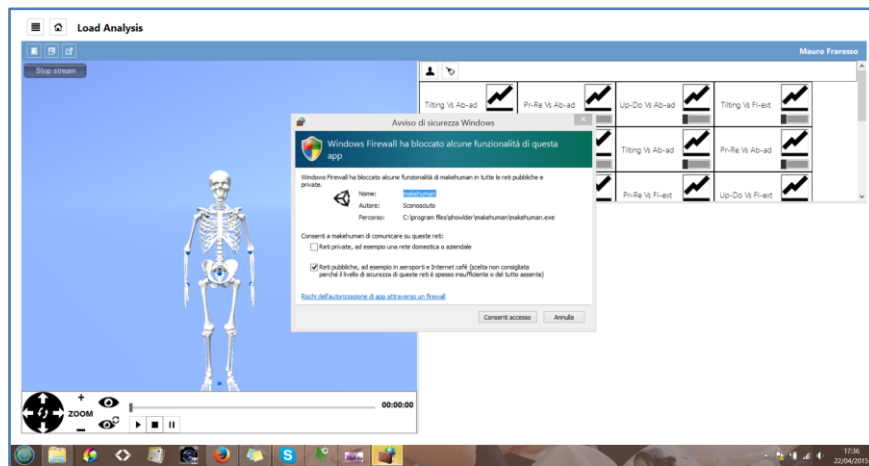 Load Analysis
Mauro Fraresso
Stop stream
Tilting Vs Ab-ad
Pr-Re Vs Ab-ad
Up-Do Vs Ab-ad
Tilting Vs Fl-ext
Avviso di sicurezza Windows
Windows Firewall ha bloccato alcune funzionalità di questa
app
Tilting Vs Ab-ad
Pr-Re Vs Ab-ad
Windows Firewall ha bloccato alcune funzionalità di makehuman in tutte le reti pubbliche e
private.
Nome: makehuman
Autore: Sconosciuto
Percorso: C:\program files\showlder\makehuman\makehuman.exe
Pr-Re Vs Fl-ext
Up-Do Vs Fl-ext
Consenti a makehuman di comunicare su queste reti:
Reti private, ad esempio una rete domestica o aziendale
Reti pubbliche, ad esempio in aeroporti e Internet café (scelta non consigliata
perché il livello di sicurezza di queste reti è spesso insufficiente o del tutto assente)
Rischi dell'autorizzazione di app attraverso un firewall
Consenti accesso
Annulla
+
ZOOM
–
00:00:00
17:36
22/04/2015